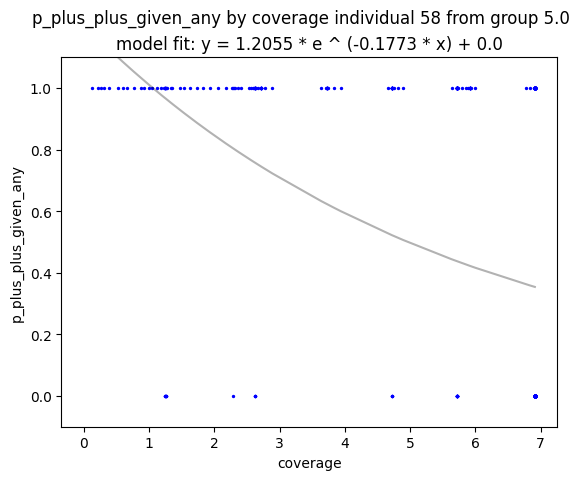 p_plus_plus_given_any by coverage individual 58 from group 5.0
model fit: y = 1.2055 * e ^ (-0.1773 * x) + 0.0
1.0
0.8
0.6
0.4
0.2
0.0
p_plus_plus_given_any
0 1 2 3 4 5 6 7
coverage